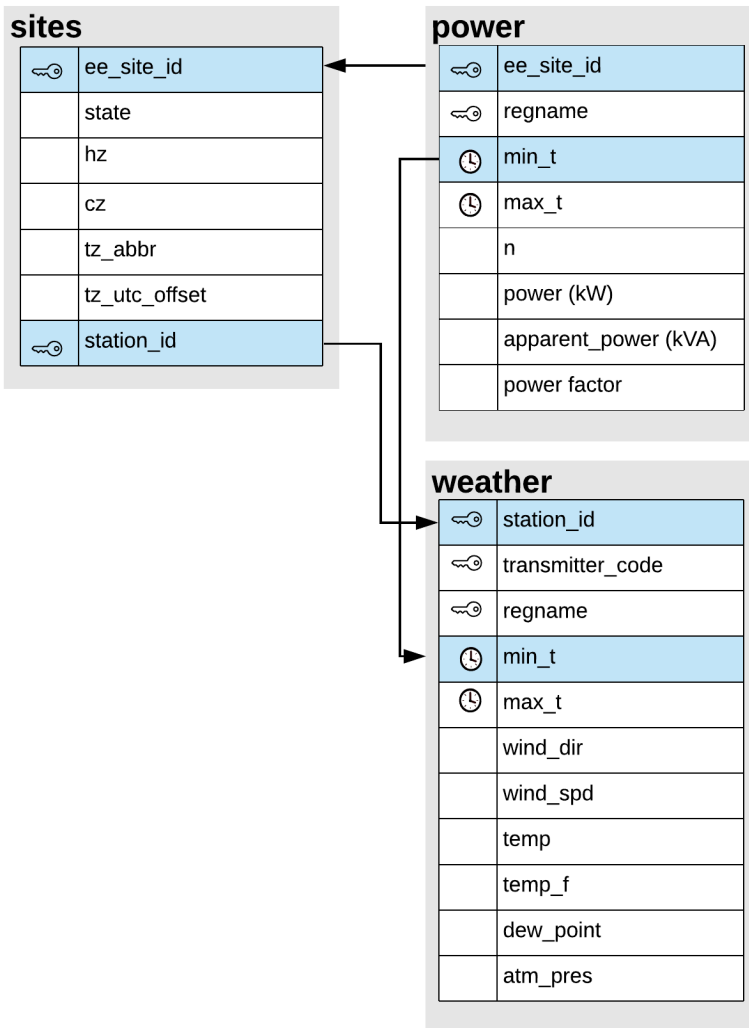 sites
ee_site_id
state
hz
cz
tz_abbr
tz_utc_offset
station_id
power
ee_site_id
regname
min_t
max_t
n
power (kW)
apparent_power (kVA)
power factor
weather
station_id
transmitter_code
regname
min_t
max_t
wind_dir
wind_spd
temp
temp_f
dew_point
atm_pres